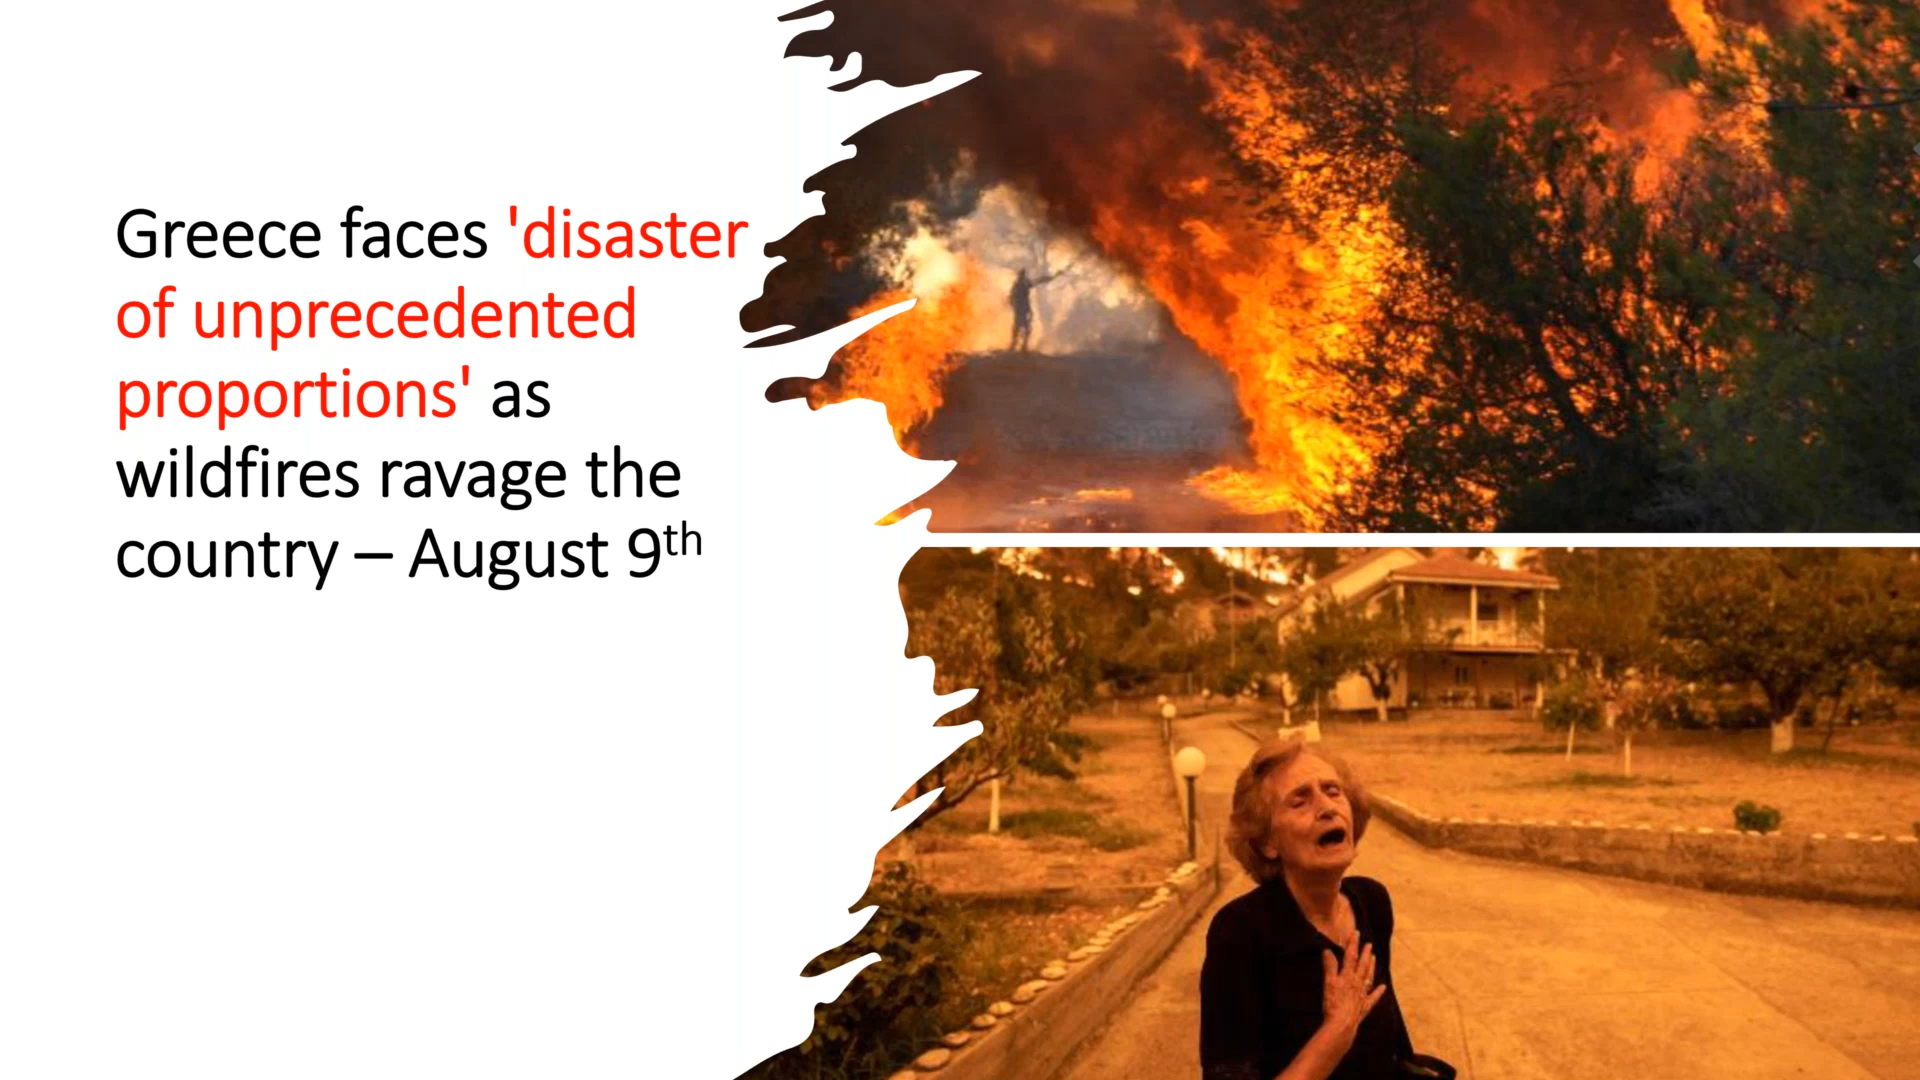 Greece faces 'disaster
of unprecedented
proportions' as
wildfires ravage the
country – August 9th